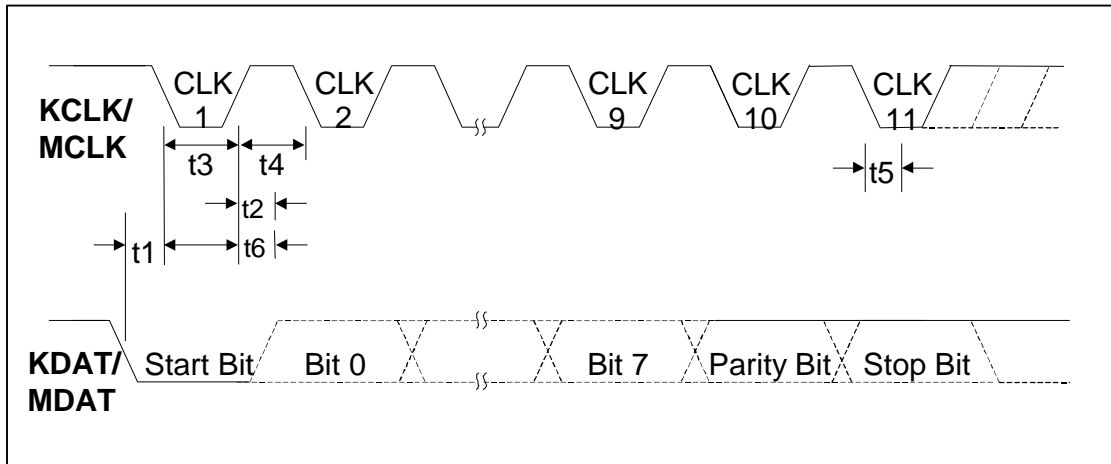 KCLK/
MCLK
CLK
1
CLK
2
CLK
9
CLK
10
CLK
11
t3
t4
t5
t2
t1
t6
KDAT/
MDAT
Start Bit
Bit 0
Bit 7
Parity Bit
Stop Bit